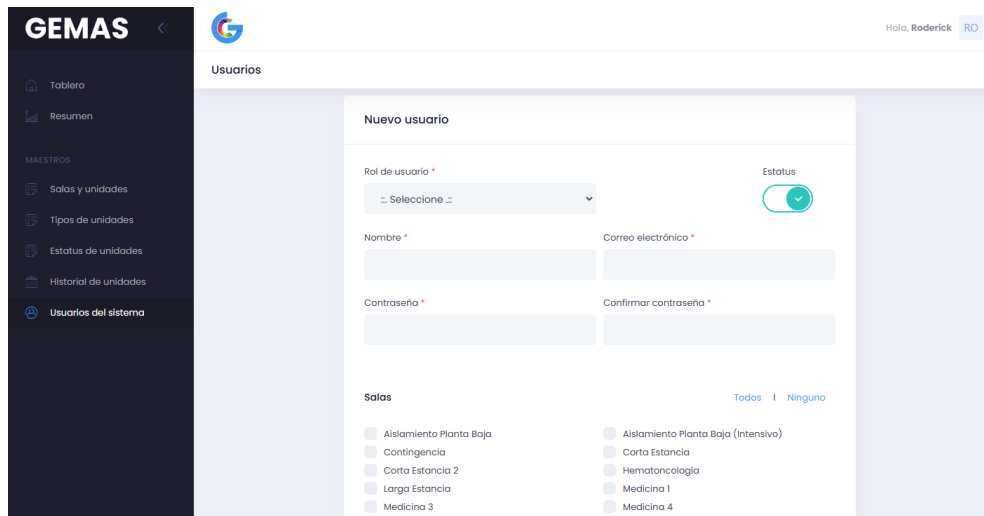 GEMAS
Hola, Roderick RO
Usuarios
Tablero
Resumen
MAESTROS
Salas y unidades
Tipos de unidades
Estatus de unidades
Historial de unidades
Usuarios del sistema
Nuevo usuario
Rol de usuario * Estatus
::. Seleccione .::
Nombre * Correo electrónico *
Contraseña * Confirmar contraseña *
Salas Todos | Ninguno
Aislamiento Planta Baja Aislamiento Planta Baja (Intensivo)
Contingencia Corta Estancia
Corta Estancia 2 Hematoncología
Larga Estancia Medicina 1
Medicina 3 Medicina 4